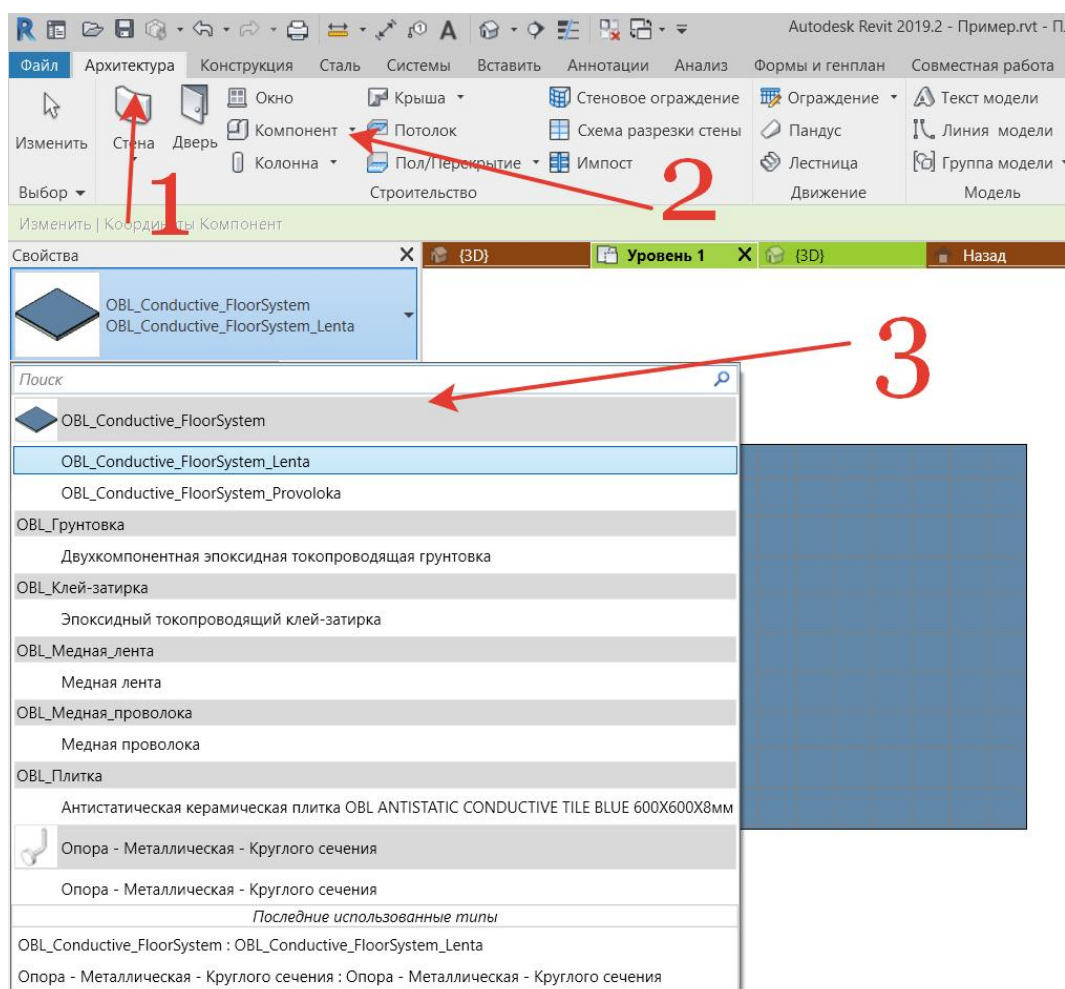 Autodesk Revit 2019.2 - Пример.rvt - П
Файл Архитектура Конструкция Сталь Системы Вставить Аннотации Анализ Формы и генплан Совместная работа
Изменить
Стена
Дверь
Окно
Компонент
Колонна
Крыша
Потолок
Пол/Перекрытие
Стеновое ограждение
Схема разрезки стены
Импост
Ограждение
Пандус
Лестница
Текст модели
Линия модели
Группа модели
Выбор Строительство Движение Модель
1
2
Изменить | Координаты Компонент
Свойства X {3D} Уровень 1 X {3D} Назад
OBL_Conductive_FloorSystem
OBL_Conductive_FloorSystem_Lenta
3
Поиск
OBL_Conductive_FloorSystem
OBL_Conductive_FloorSystem_Lenta
OBL_Conductive_FloorSystem_Provoloka
OBL_Грунтовка
Двухкомпонентная эпоксидная токопроводящая грунтовка
OBL_Клей-затирка
Эпоксидный токопроводящий клей-затирка
OBL_Медная_лента
Медная лента
OBL_Медная_проволока
Медная проволока
OBL_Плитка
Антистатическая керамическая плитка OBL ANTISTATIC CONDUCTIVE TILE BLUE 600X600X8мм
Опора - Металлическая - Круглого сечения
Опора - Металлическая - Круглого сечения
Последние использованные типы
OBL_Conductive_FloorSystem : OBL_Conductive_FloorSystem_Lenta
Опора - Металлическая - Круглого сечения : Опора - Металлическая - Круглого сечения